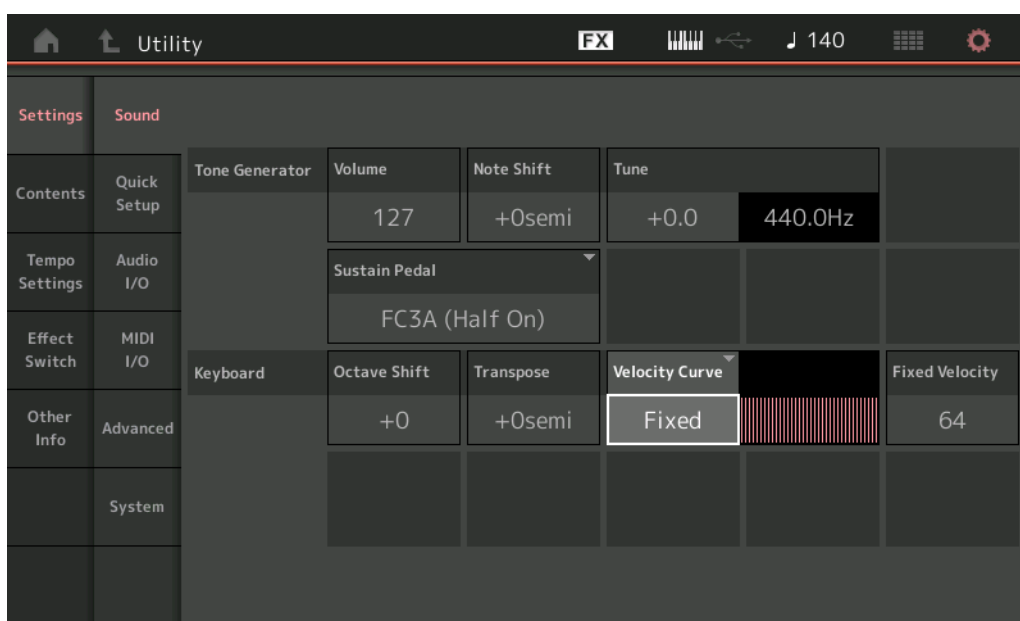 Utility
FX
♩ 140
Settings
Sound
Contents
Quick
Setup
Tone Generator
Volume
Note Shift
Tune
127
+0semi
+0.0
440.0Hz
Tempo
Settings
Audio
I/O
Sustain Pedal
FC3A (Half On)
Effect
Switch
MIDI
I/O
Keyboard
Octave Shift
Transpose
Velocity Curve
Fixed Velocity
+0
+0semi
Fixed
64
Other
Info
Advanced
System